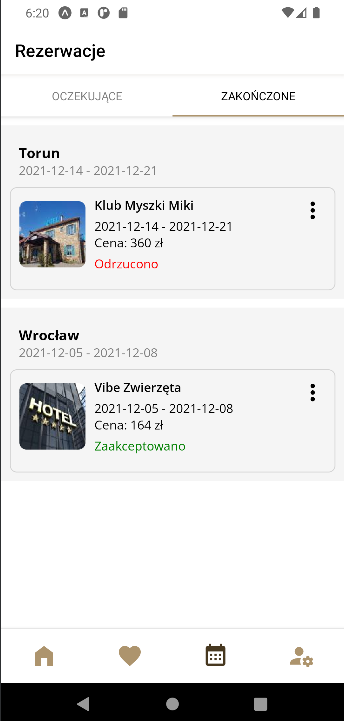 6:20
Rezerwacje
OCZEKUJĄCE
ZAKOŃCZONE
Torun
2021-12-14 - 2021-12-21
Klub Myszki Miki
2021-12-14 - 2021-12-21
Cena: 360 zł
Odrzucono
Wrocław
2021-12-05 - 2021-12-08
HOTEL
Vibe Zwierzęta
2021-12-05 - 2021-12-08
Cena: 164 zł
Zaakceptowano